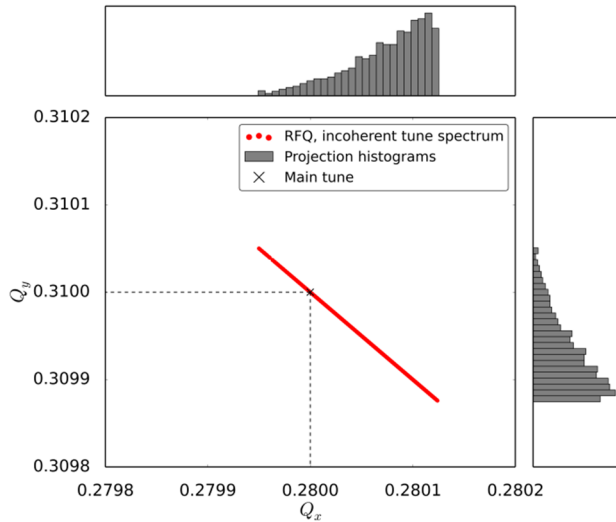 0.3102
RFQ, incoherent tune spectrum
Projection histograms
Main tune
0.3101
0.3100
Q_y
0.3099
0.3098
0.2798 0.2799 0.2800 0.2801 0.2802
Q_x